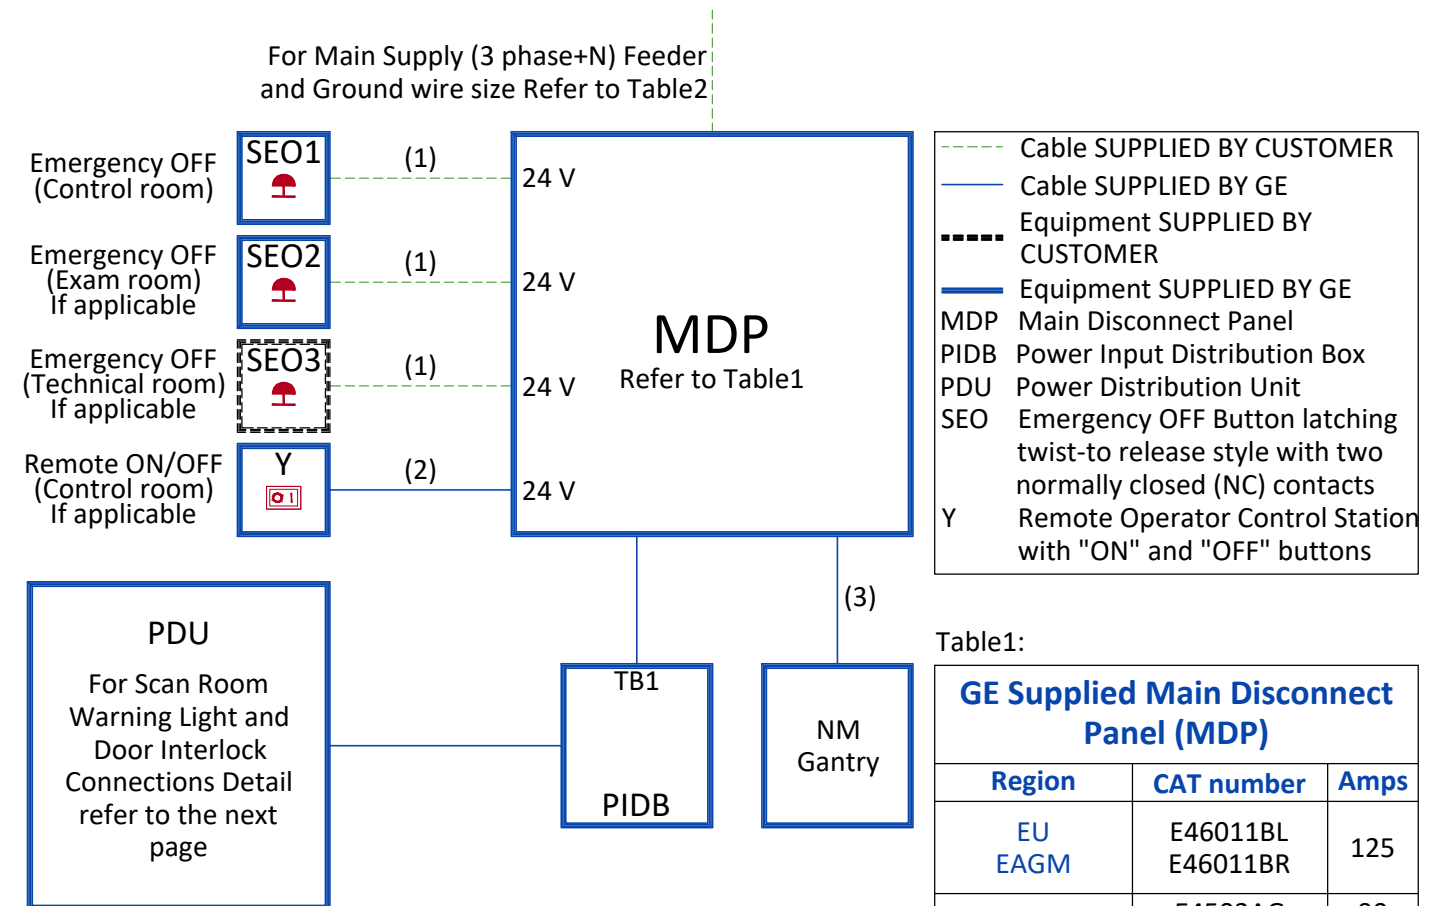 For Main Supply (3 phase+N) Feeder
and Ground wire size Refer to Table2
Emergency OFF
(Control room)
SEO1
(1)
24 V
Emergency OFF
(Exam room)
If applicable
SEO2
(1)
24 V
Emergency OFF
(Technical room)
If applicable
SEO3
(1)
24 V
Remote ON/OFF
(Control room)
If applicable
Y
(2)
24 V
MDP
Refer to Table1
(3)
PDU
For Scan Room
Warning Light and
Door Interlock
Connections Detail
refer to the next
page
TB1
PIDB
NM
Gantry
Cable SUPPLIED BY CUSTOMER
Cable SUPPLIED BY GE
Equipment SUPPLIED BY
CUSTOMER
Equipment SUPPLIED BY GE
MDP Main Disconnect Panel
PIDB Power Input Distribution Box
PDU Power Distribution Unit
SEO Emergency OFF Button latching
twist-to release style with two
normally closed (NC) contacts
Y Remote Operator Control Station
with "ON" and "OFF" buttons
Table1:
GE Supplied Main Disconnect
Panel (MDP)
Region CAT number Amps
EU E46011BL 125
EAGM E46011BR